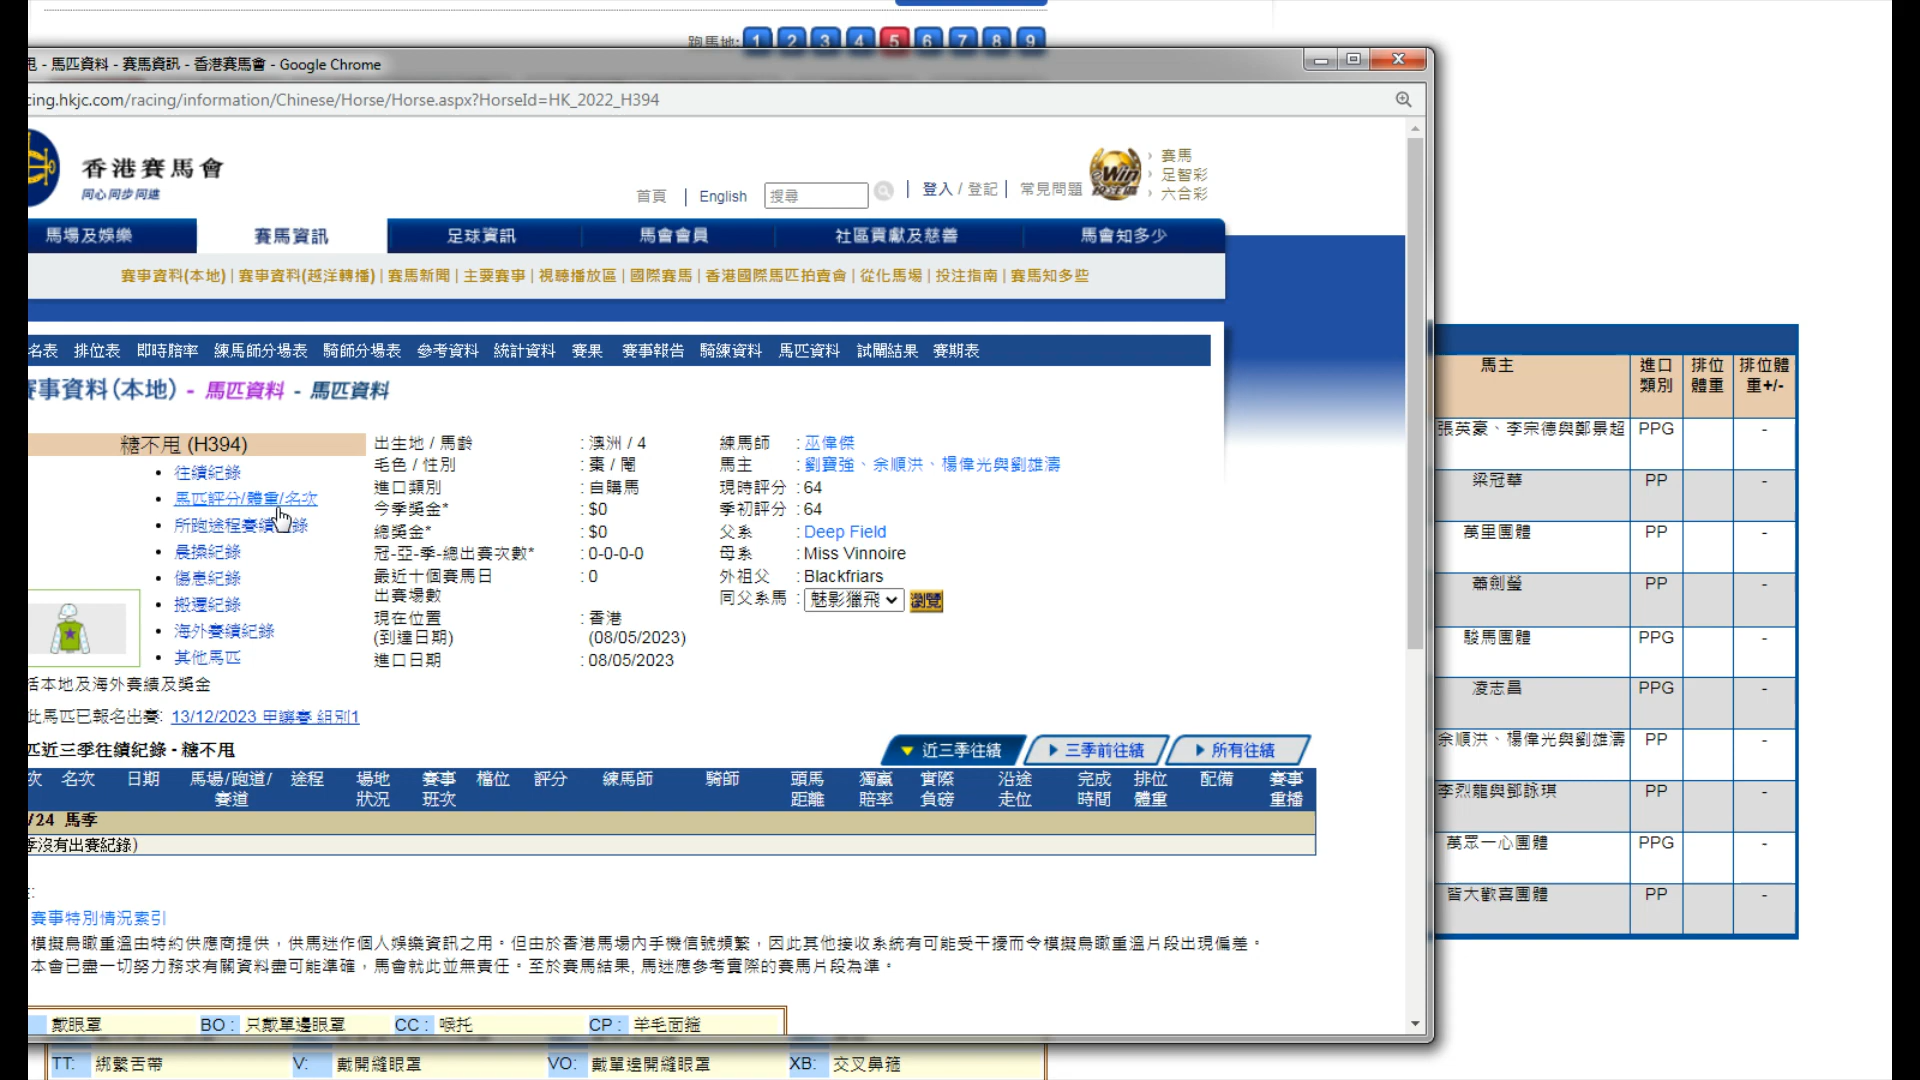 跑馬地: 1 2 3 4 5 6 7 8 9
甩 - 馬匹資料 - 賽馬資訊 - 香港賽馬會 - Google Chrome
cing.hkjc.com/racing/information/Chinese/Horse/Horse.aspx?HorseId=HK_2022_H394
香港賽馬會
同心同步同進
首頁 | English 搜尋 | 登入 / 登記 | 常見問題
eWin 投注區
› 賽馬
› 足智彩
› 六合彩
馬場及娛樂 賽馬資訊 足球資訊 馬會會員 社區貢獻及慈善 馬會知多少
賽事資料(本地) | 賽事資料(越洋轉播) | 賽馬新聞 | 主要賽事 | 視聽播放區 | 國際賽馬 | 香港國際馬匹拍賣會 | 從化馬場 | 投注指南 | 賽馬知多些
名表 排位表 即時賠率 練馬師分場表 騎師分場表 參考資料 統計資料 賽果 賽事報告 騎練資料 馬匹資料 試閘結果 賽期表
賽事資料(本地) - 馬匹資料 - 馬匹資料
糖不甩 (H394)
• 往績紀錄
• 馬匹評分/體重/名次
• 所跑途程賽績紀錄
• 晨操紀錄
• 傷患紀錄
• 搬遷紀錄
• 海外賽績紀錄
• 其他馬匹
出生地 / 馬齡 : 澳洲 / 4
毛色 / 性別 : 棗 / 閹
進口類別 : 自購馬
今季獎金* : $0
總獎金* : $0
冠-亞-季-總出賽次數* : 0-0-0-0
最近十個賽馬日 : 0
出賽場數
現在位置 : 香港
(到達日期) (08/05/2023)
進口日期 : 08/05/2023
練馬師 : 巫偉傑
馬主 : 劉寶強、余順洪、楊偉光與劉雄濤
現時評分 : 64
季初評分 : 64
父系 : Deep Field
母系 : Miss Vinnoire
外祖父 : Blackfriars
同父系馬 : 魅影獵飛 瀏覽
括本地及海外賽績及獎金
此馬匹已報名出賽: 13/12/2023 甲讓賽 組別1
匹近三季往績紀錄 - 糖不甩
近三季往績 三季前往績 所有往績
次 名次 日期 馬場/跑道/ 途程 場地 賽事 檔位 評分 練馬師 騎師 頭馬 獨贏 實際 沿途 完成 排位 配備 賽事
賽道 狀況 班次 距離 賠率 負磅 走位 時間 體重 重播
/24 馬季
季沒有出賽紀錄)
賽事特別情況索引
模擬鳥瞰重溫由特約供應商提供，供馬迷作個人娛樂資訊之用。但由於香港馬場內手機信號頻繁，因此其他接收系統有可能受干擾而令模擬鳥瞰重溫片段出現偏差。
本會已盡一切努力務求有關資料盡可能準確，馬會就此並無責任。至於賽馬結果, 馬迷應參考實際的賽馬片段為準。
戴眼罩 BO : 只戴單邊眼罩 CC : 喉托 CP : 羊毛面箍
TT: 綁繫舌帶 V: 戴開縫眼罩 VO: 戴單邊開縫眼罩 XB: 交叉鼻箍
馬主 進口 排位 排位體
類別 體重 重+/-
張英豪、李宗德與鄭景超 PPG -
梁冠華 PP -
萬里團體 PP -
蕭劍瑩 PP -
駿馬團體 PPG -
凌志昌 PPG -
余順洪、楊偉光與劉雄濤 PP -
李烈龍與鄧詠琪 PP -
萬眾一心團體 PPG -
皆大歡喜團體 PP -